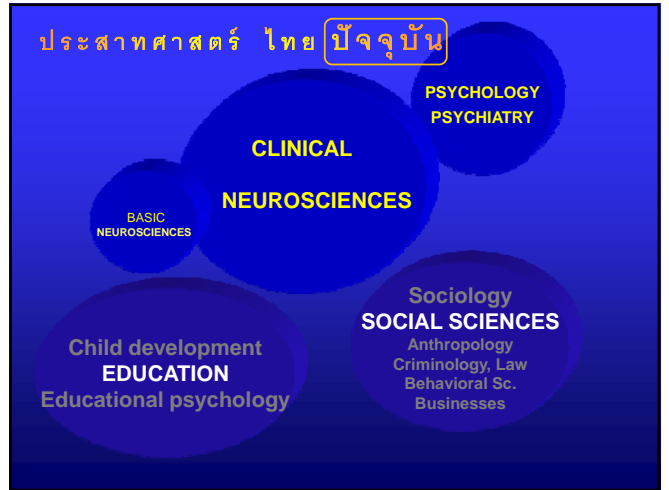 ประสาทศาสตร์ ไทย ปัจจุบัน
PSYCHOLOGY
PSYCHIATRY
CLINICAL
NEUROSCIENCES
BASIC
NEUROSCIENCES
Child development
EDUCATION
Educational psychology
Sociology
SOCIAL SCIENCES
Anthropology
Criminology, Law
Behavioral Sc.
Businesses